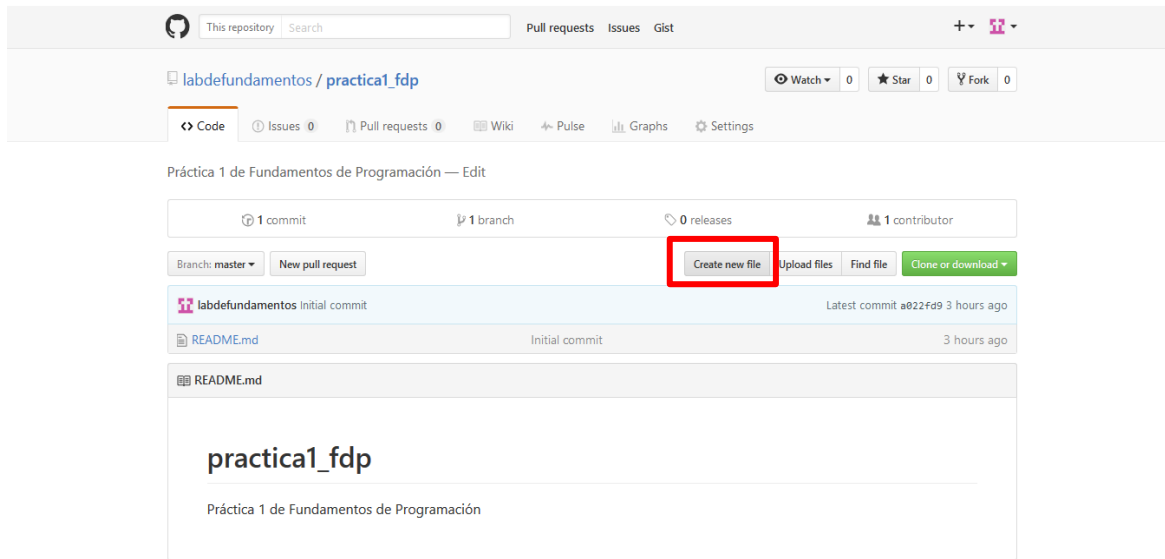 This repository Search Pull requests Issues Gist
labdefundamentos / practica1_fdp Watch 0 Star 0 Fork 0
Code Issues 0 Pull requests 0 Wiki Pulse Graphs Settings
Práctica 1 de Fundamentos de Programación — Edit
1 commit 1 branch 0 releases 1 contributor
Branch: master New pull request Create new file Upload files Find file Clone or download
labdefundamentos Initial commit Latest commit a022fd9 3 hours ago
README.md Initial commit 3 hours ago
README.md
practica1_fdp
Práctica 1 de Fundamentos de Programación